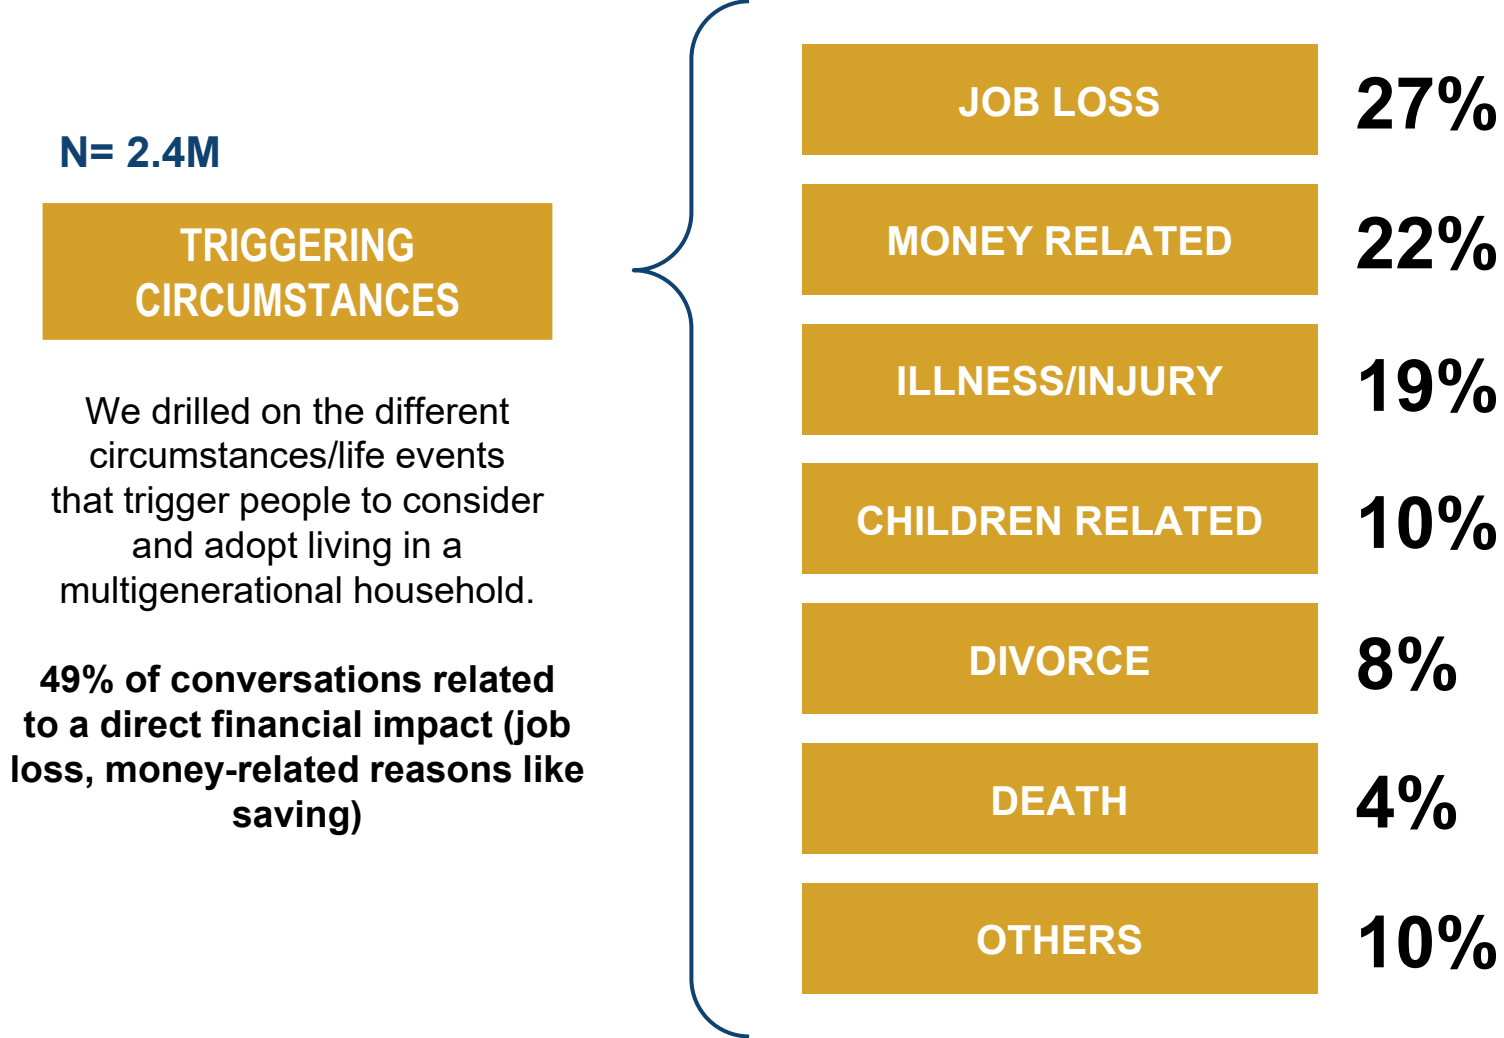 N= 2.4M
TRIGGERING
CIRCUMSTANCES
We drilled on the different
circumstances/life events
that trigger people to consider
and adopt living in a
multigenerational household.
49% of conversations related
to a direct financial impact (job
loss, money-related reasons like
saving)
JOB LOSS 27%
MONEY RELATED 22%
ILLNESS/INJURY 19%
CHILDREN RELATED 10%
DIVORCE 8%
DEATH 4%
OTHERS 10%